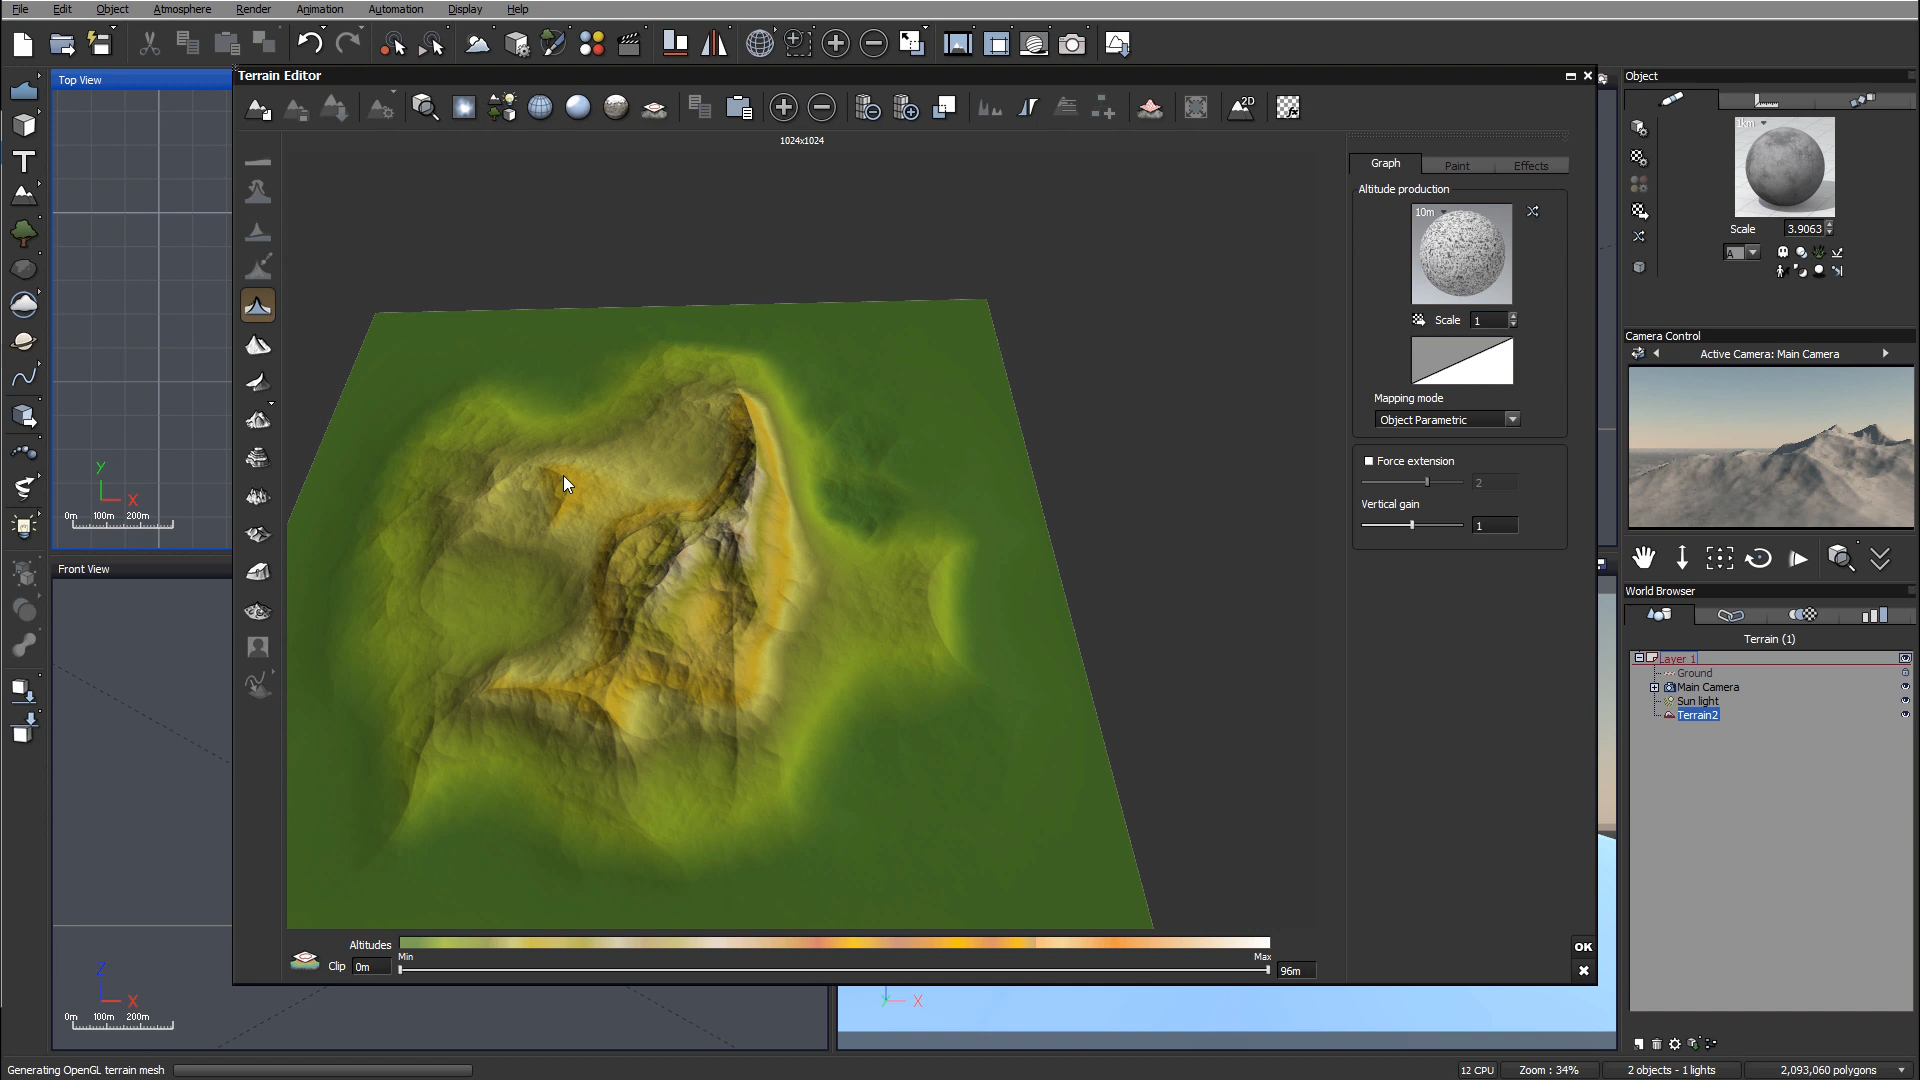 File Edit Object Atmosphere Render Animation Automation Display Help
Top View
Terrain Editor
Object
1024x1024
Graph Paint Effects
Altitude production
10m
Scale 1
Mapping mode
Object Parametric
Force extension
2
Vertical gain
1
1km
Scale 3.9063
A
Camera Control
Active Camera: Main Camera
World Browser
Terrain (1)
Layer 1
Ground
Main Camera
Sun light
Terrain2
Y
X
0m 100m 200m
Front View
Z
X
0m 100m 200m
Y X
2D
Altitudes
Min Max
Clip 0m
96m
OK
Generating OpenGL terrain mesh
12 CPU
Zoom : 34%
2 objects - 1 lights
2,093,060 polygons